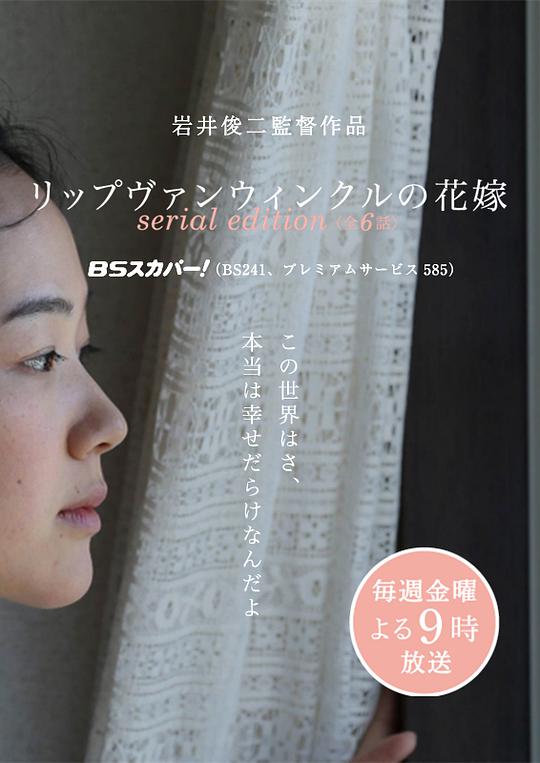 岩井俊二監督作品
リップヴァンウィンクルの花嫁
serial edition〈全6話〉
BSスカパー!(BS241、プレミアムサービス 585)
この世界はさ、
本当は幸せだらけなんだよ
毎週金曜
よる9時
放送